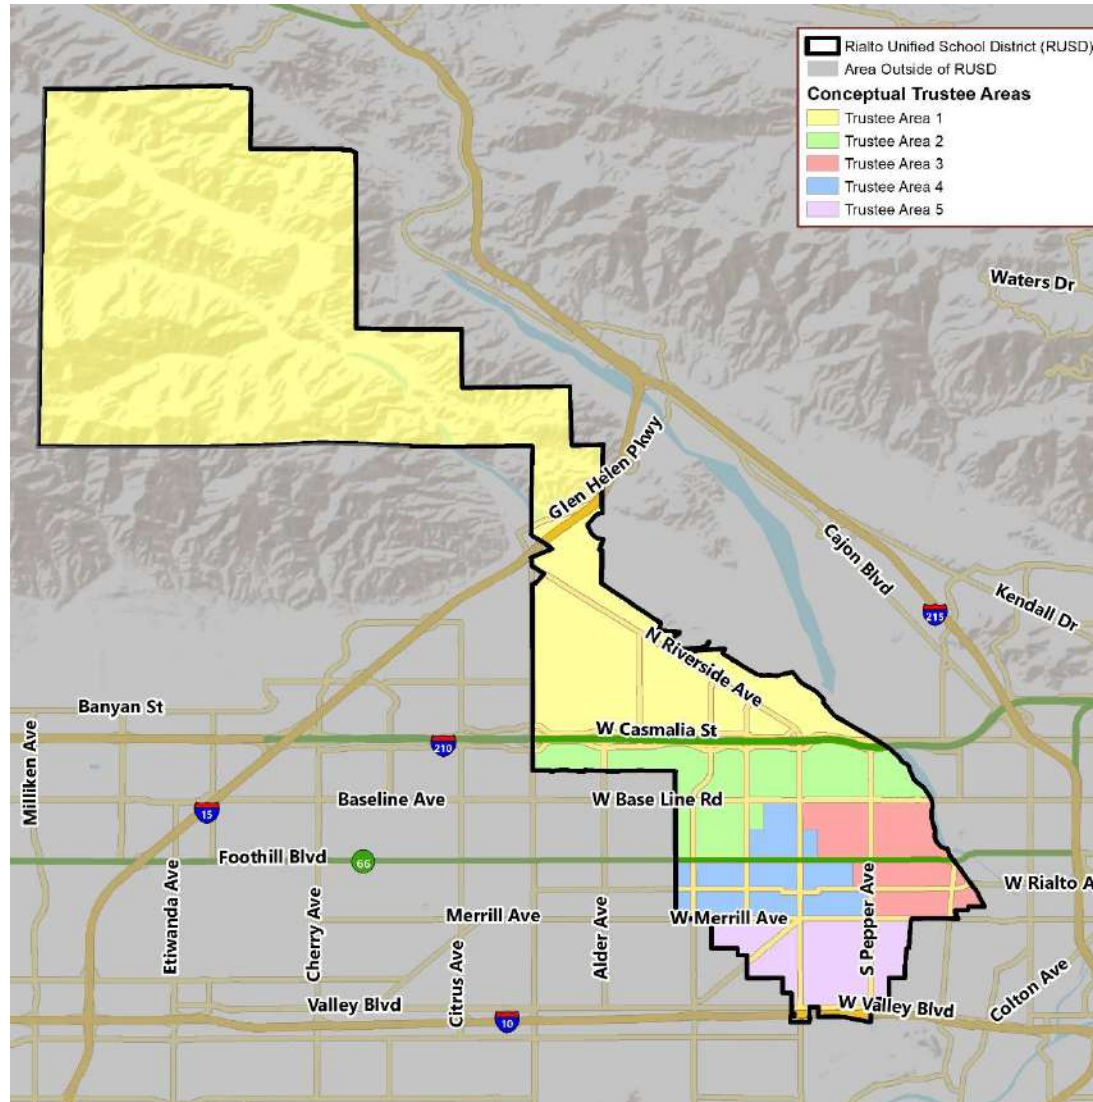 Rialto Unified School District (RUSD)
Area Outside of RUSD
Conceptual Trustee Areas
Trustee Area 1
Trustee Area 2
Trustee Area 3
Trustee Area 4
Trustee Area 5
Waters Dr
Glen Helen Pkwy
Cajon Blvd
Kendall Dr
215
N Riverside Ave
Banyan St
W Casmalia St
Milliken Ave
210
Baseline Ave
W Base Line Rd
15
Foothill Blvd
66
Etiwanda Ave
Cherry Ave
Merrill Ave
W Merrill Ave
W Rialto A
Citrus Ave
Alder Ave
S Pepper Ave
Valley Blvd
W Valley Blvd
Colton Ave
10